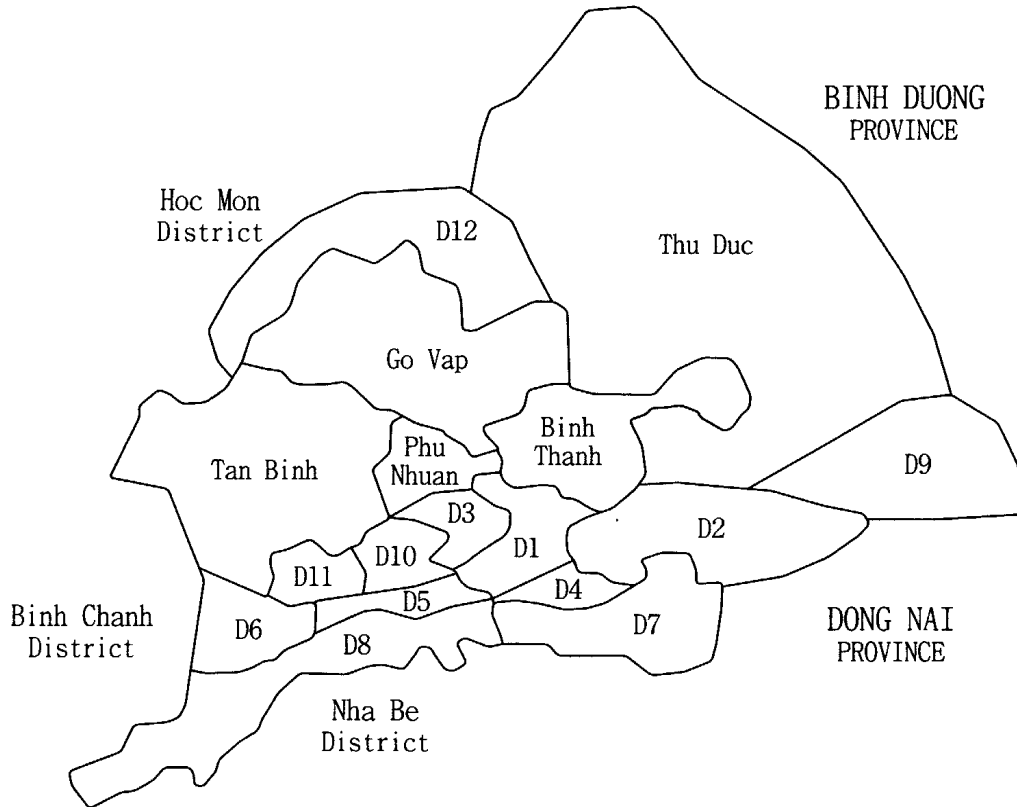 BINH DUONG
PROVINCE
Hoc Mon
District
D12
Thu Duc
Go Vap
Binh
Thanh
Phu
Nhuan
Tan Binh
D9
D3
D2
D1
D10
D11
D4
D5
Binh Chanh
District
D6
D8
D7
DONG NAI
PROVINCE
Nha Be
District